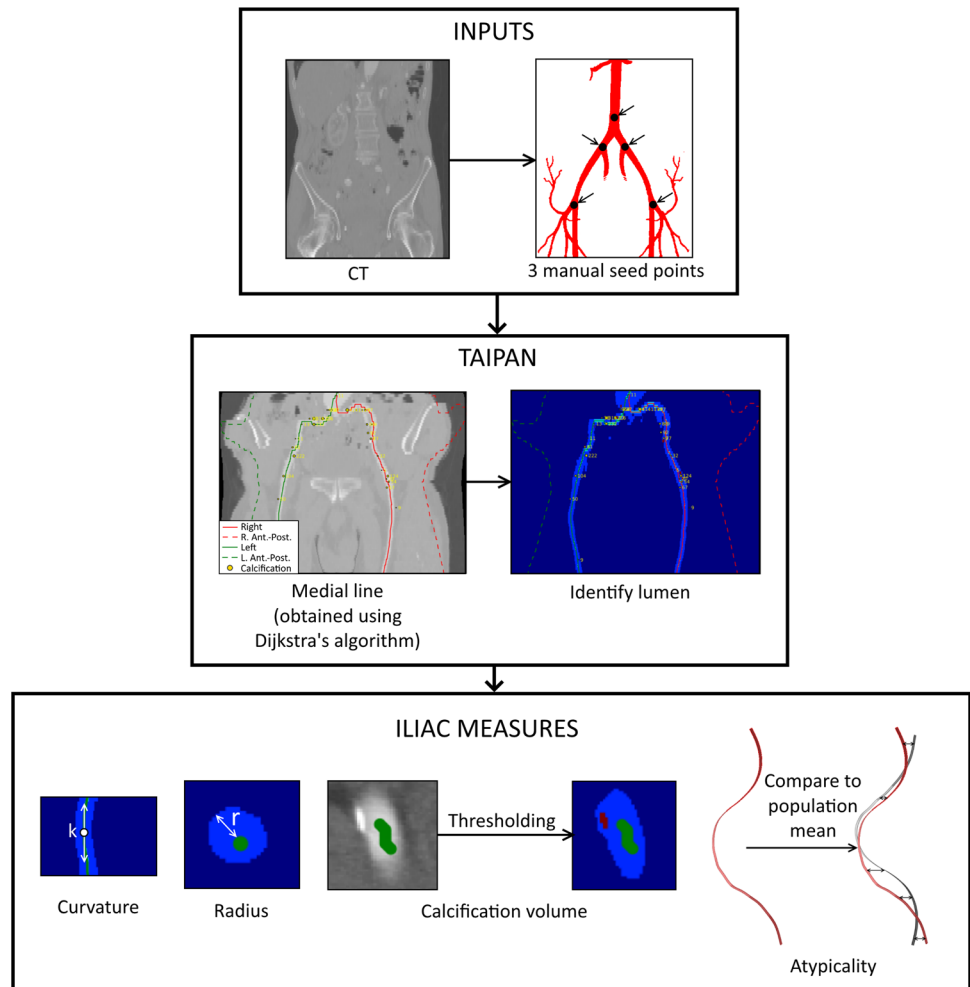 INPUTS
CT
3 manual seed points
TAIPAN
Right
R. Ant.-Post.
Left
L. Ant.-Post.
Calcification
Medial line
(obtained using
Dijkstra's algorithm)
Identify lumen
ILIAC MEASURES
k
Curvature
r
Radius
Thresholding
Calcification volume
Compare to
population
mean
Atypicality